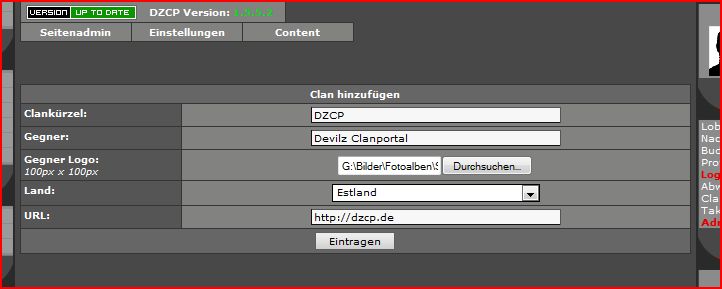 VERSION UP TO DATE DZCP Version: 1.5.5.2
Seitenadmin Einstellungen Content
Clan hinzufügen
Clankürzel: DZCP
Gegner: Devilz Clanportal
Gegner Logo: G:\Bilder\Fotoalben\ Durchsuchen...
100px x 100px
Land: Estland
URL: http://dzcp.de
Eintragen
Lob
Nac
Bud
Pro
Log
Abw
Cla
Tak
Adr